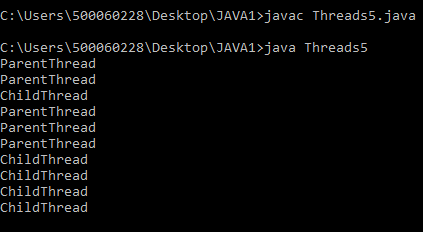 C:\Users\500060228\Desktop\JAVA1>javac Threads5.java
C:\Users\500060228\Desktop\JAVA1>java Threads5
ParentThread
ParentThread
ChildThread
ParentThread
ParentThread
ParentThread
ChildThread
ChildThread
ChildThread
ChildThread